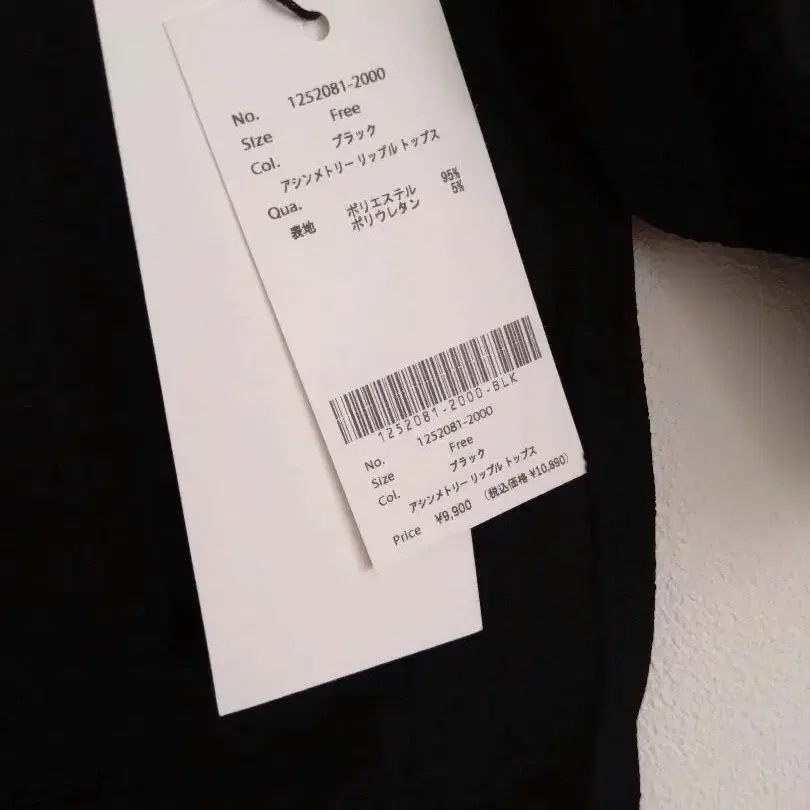 No. 1252081-2000
Size Free
Col. ブラック
アシンメトリー リップル トップス
Qua.
表地 ポリエステル 95%
ポリウレタン 5%
1252081-2000-BLK
No. 1252081-2000
Size Free
Col. ブラック
アシンメトリー リップル トップス
Price ¥9,900 (税込価格 ¥10,890)